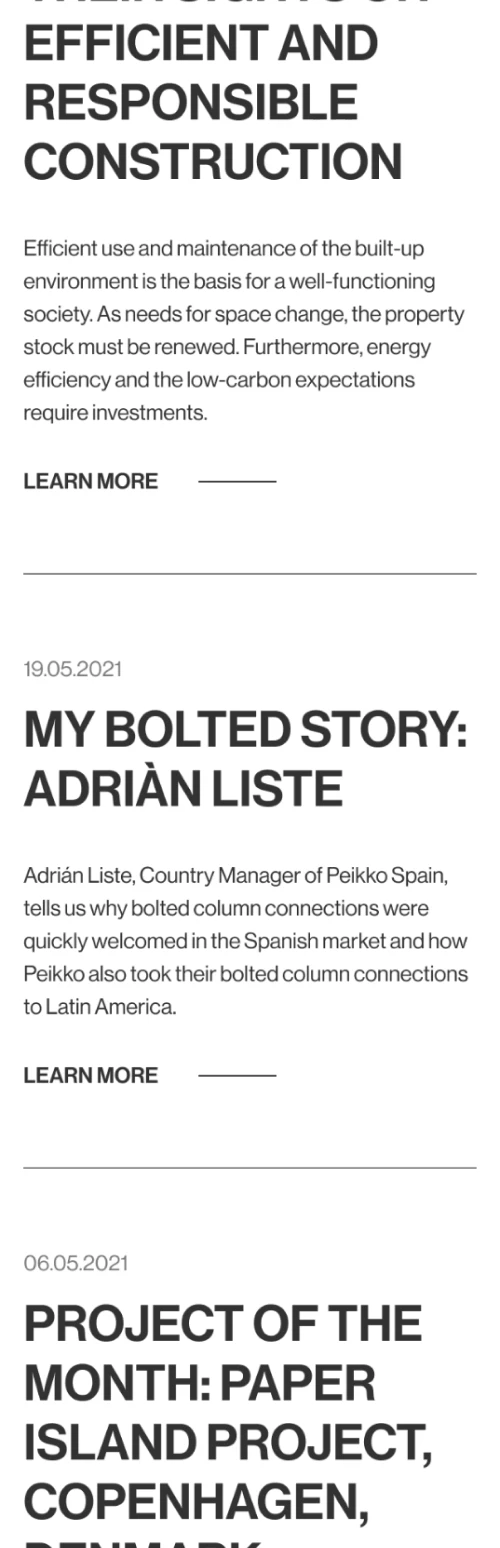 EFFICIENT AND
RESPONSIBLE
CONSTRUCTION
Efficient use and maintenance of the built-up
environment is the basis for a well-functioning
society. As needs for space change, the property
stock must be renewed. Furthermore, energy
efficiency and the low-carbon expectations
require investments.
LEARN MORE
19.05.2021
MY BOLTED STORY:
ADRIÀN LISTE
Adrián Liste, Country Manager of Peikko Spain,
tells us why bolted column connections were
quickly welcomed in the Spanish market and how
Peikko also took their bolted column connections
to Latin America.
LEARN MORE
06.05.2021
PROJECT OF THE
MONTH: PAPER
ISLAND PROJECT,
COPENHAGEN,
DENMARK